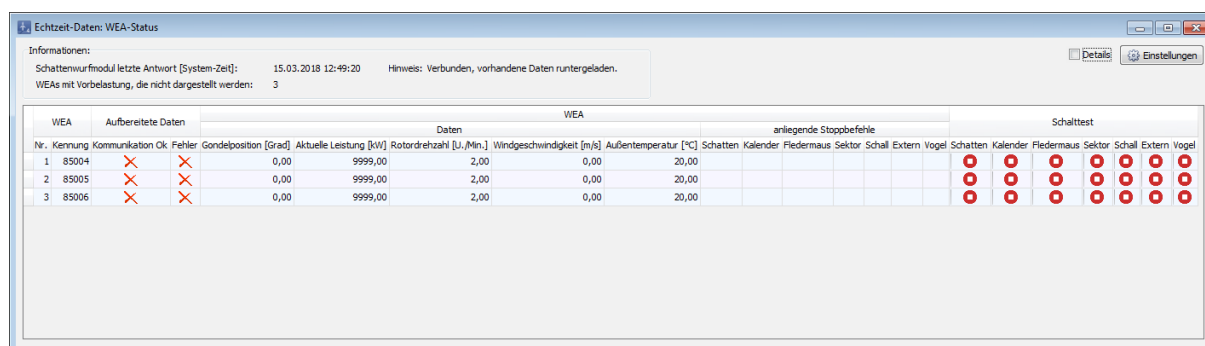 Echtzeit-Daten: WEA-Status
Informationen:
Schattenwurfmodul letzte Antwort [System-Zeit]: 15.03.2018 12:49:20 Hinweis: Verbunden, vorhandene Daten runtergeladen.
WEAs mit Vorbelastung, die nicht dargestellt werden: 3
Details Einstellungen
WEA Aufbereitete Daten WEA Schalttest
Daten anliegende Stoppbefehle
Nr. Kennung Kommunikation Ok Fehler Gondelposition [Grad] Aktuelle Leistung [kW] Rotordrehzahl [U./Min.] Windgeschwindigkeit [m/s] Außentemperatur [°C] Schatten Kalender Fledermaus Sektor Schall Extern Vogel Schatten Kalender Fledermaus Sektor Schall Extern Vogel
1 85004 0,00 9999,00 2,00 0,00 20,00
2 85005 0,00 9999,00 2,00 0,00 20,00
3 85006 0,00 9999,00 2,00 0,00 20,00